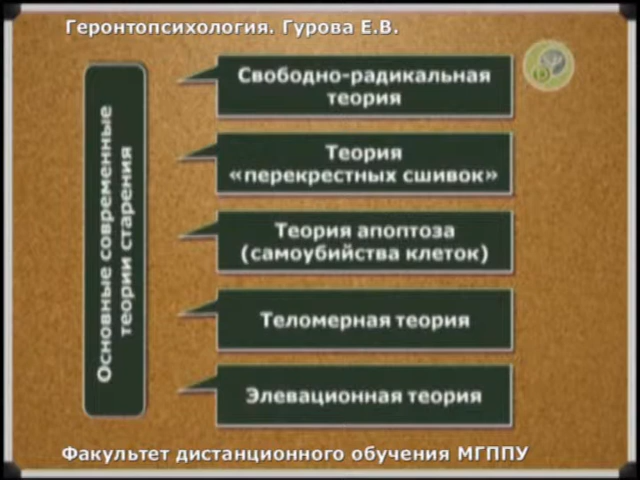 Геронтопсихология. Гурова Е.В.
Основные современные
теории старения
Свободно-радикальная
теория
Теория
«перекрестных сшивок»
Теория апоптоза
(самоубийства клеток)
Теломерная теория
Элевационная теория
Факультет дистанционного обучения МГППУ